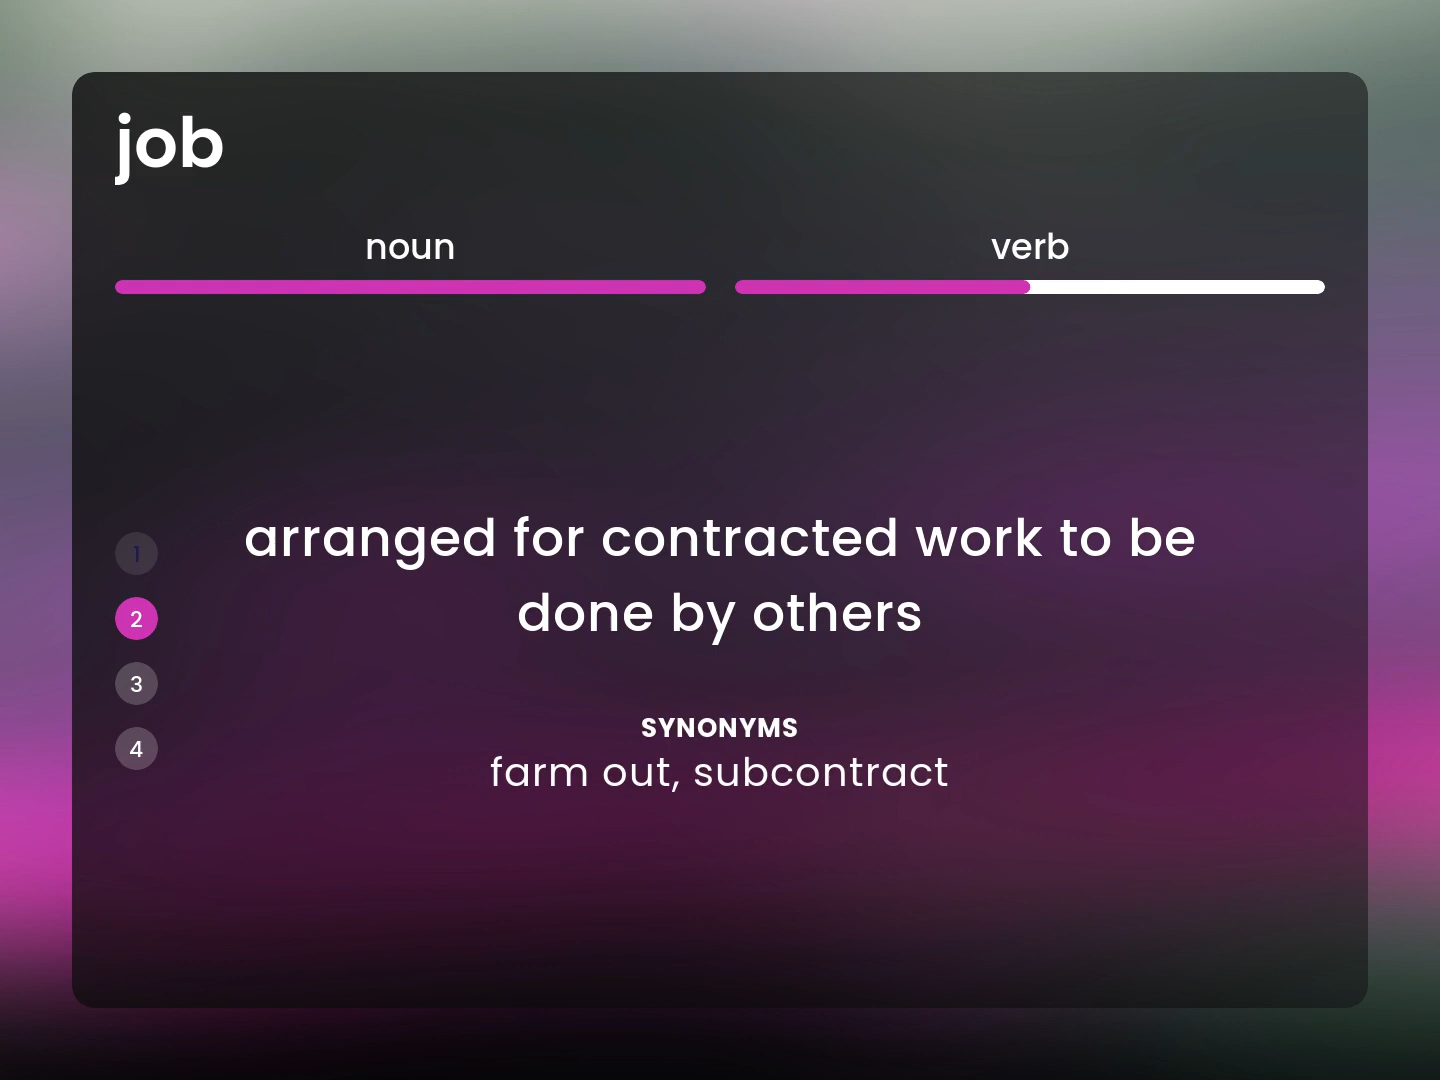 job
noun
verb
arranged for contracted work to be
done by others
1
2
3
4
SYNONYMS
farm out, subcontract